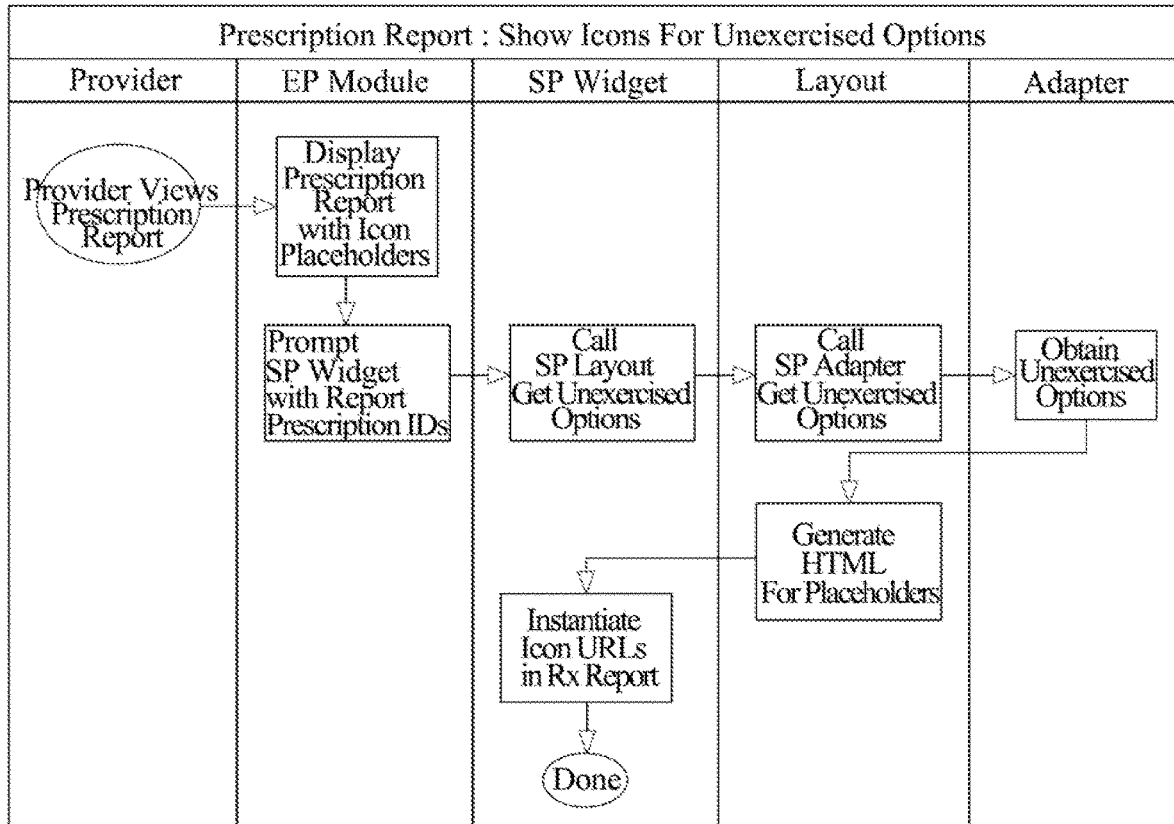 Prescription Report : Show Icons For Unexercised Options
Provider
EP Module
SP Widget
Layout
Adapter
Provider Views
Prescription
Report
Display
Prescription
Report
with Icon
Placeholders
Prompt
SP Widget
with Report
Prescription IDs
Call
SP Layout
Get Unexercised
Options
Call
SP Adapter
Get Unexercised
Options
Obtain
Unexercised
Options
Generate
HTML
For Placeholders
Instantiate
Icon URLs
in Rx Report
Done